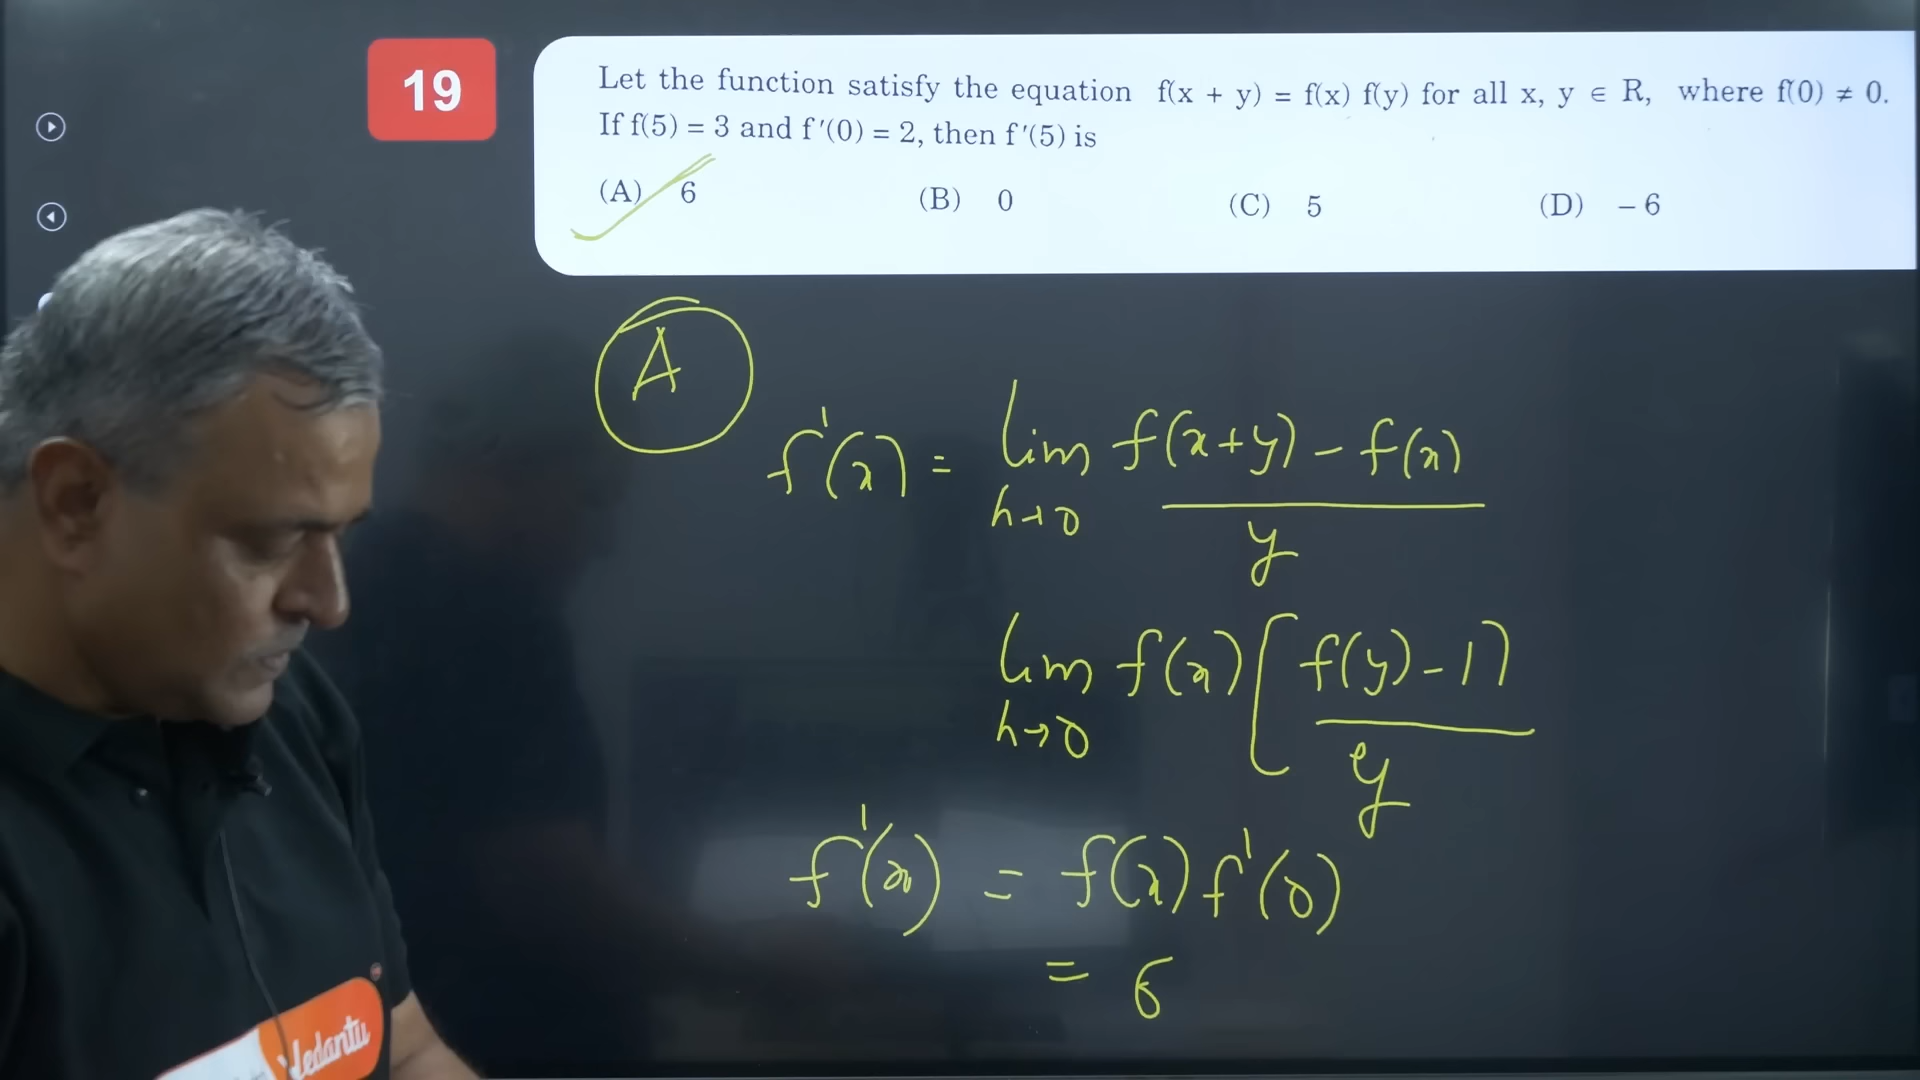 19
Let the function satisfy the equation f(x + y) = f(x) f(y) for all x, y ∈ R, where f(0) ≠ 0.
If f(5) = 3 and f'(0) = 2, then f'(5) is
(A) 6 (B) 0 (C) 5 (D) – 6
A
f'(x) = lim h→0 f(x+y) - f(x) / y
lim h→0 f(x) [ f(y) - 1 ] / y
f'(x) = f(x) f'(0)
= 6
Vedantu